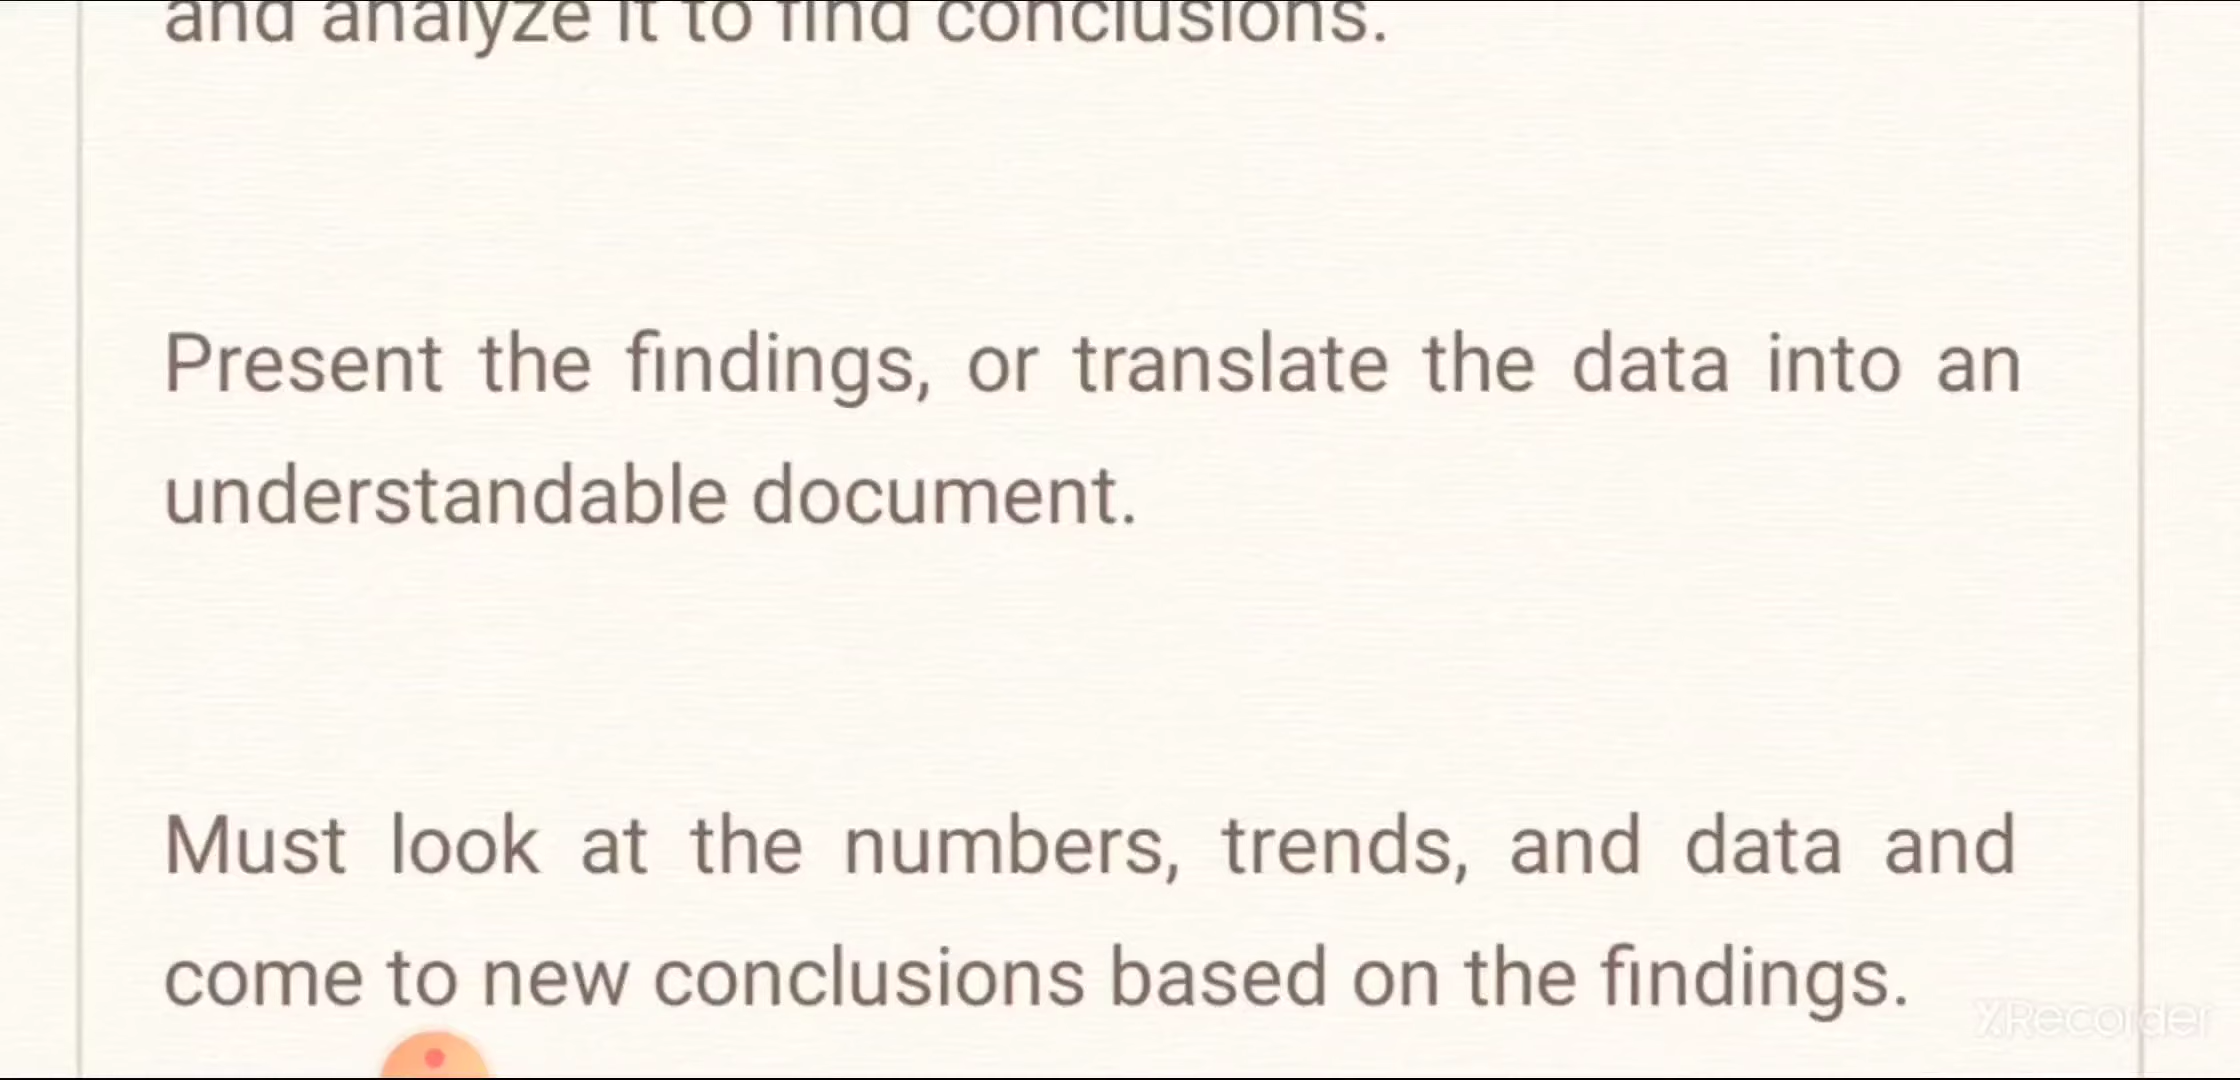 and analyze it to find conclusions.
Present the findings, or translate the data into an
understandable document.
Must look at the numbers, trends, and data and
come to new conclusions based on the findings.
XRecorder